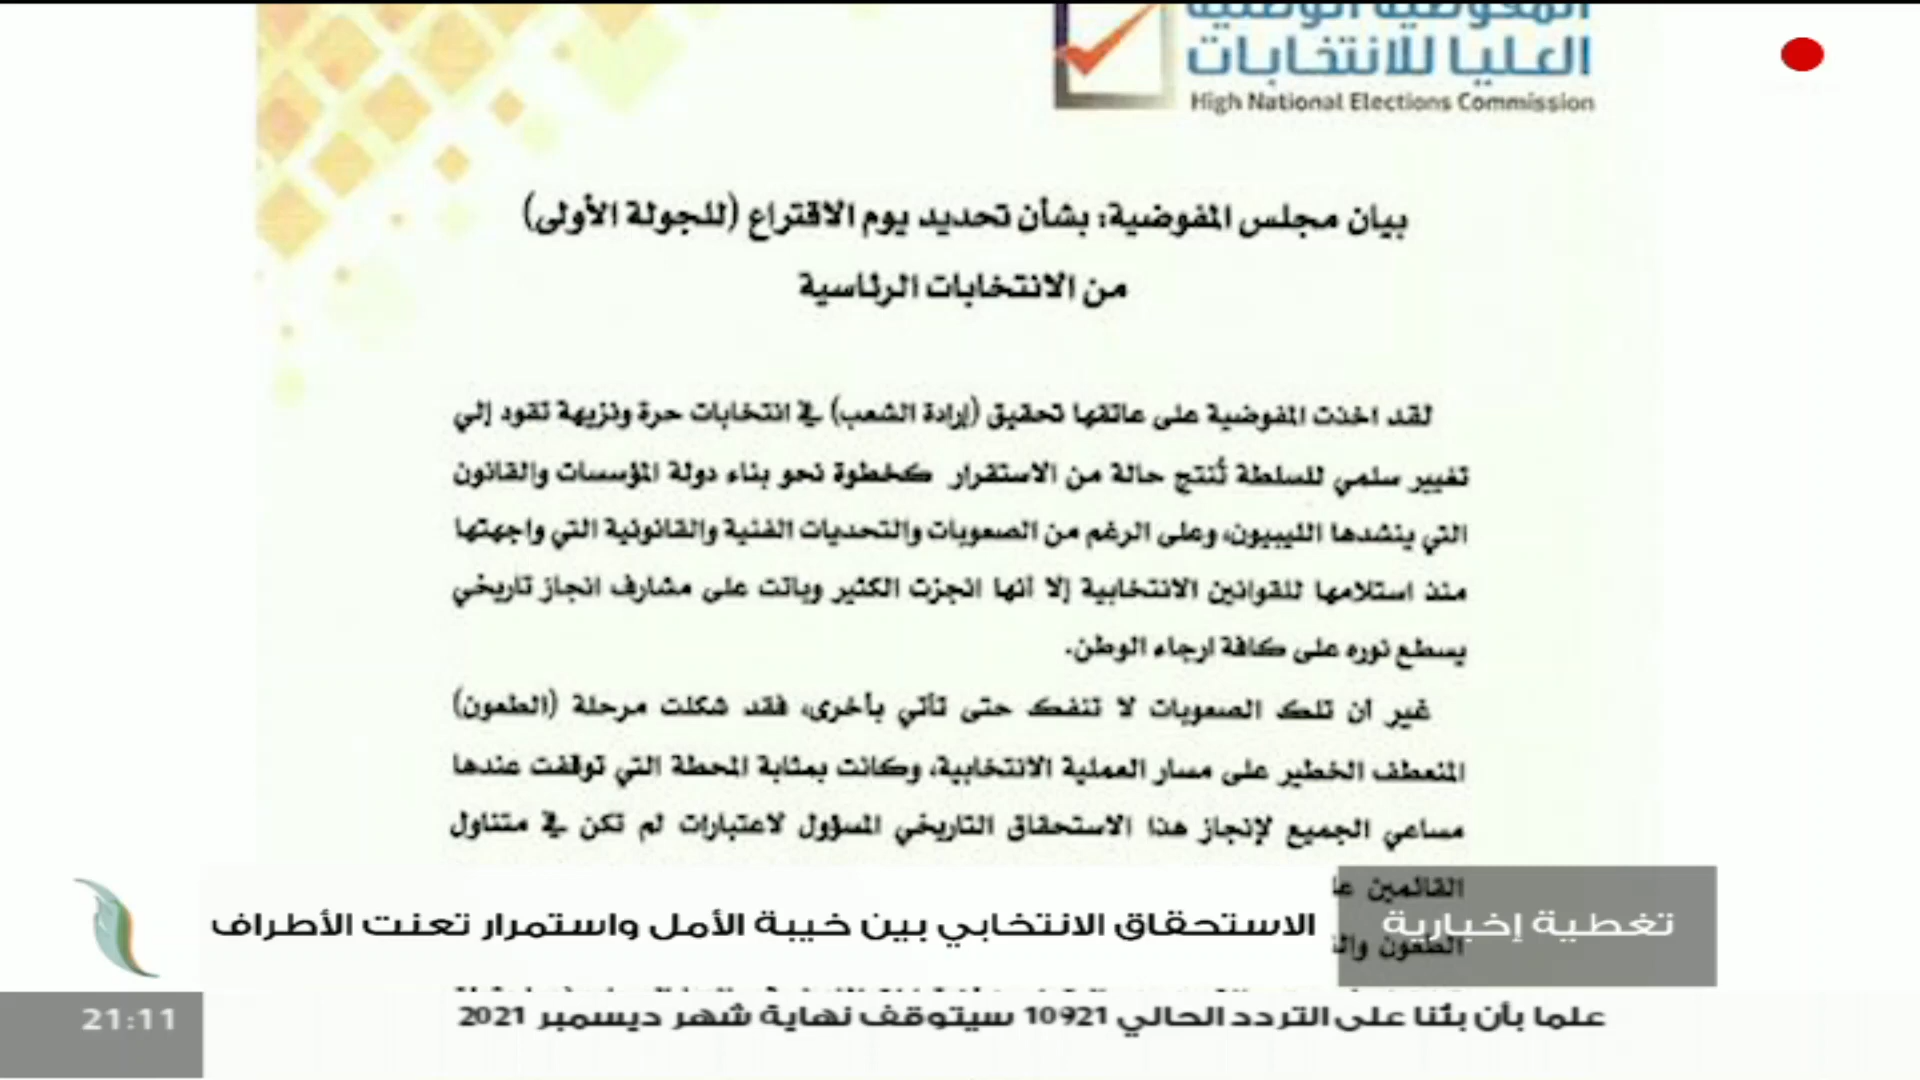 المفوضية الوطنية
العليا للانتخابات
High National Elections Commission
بيان مجلس المفوضية: بشأن تحديد يوم الاقتراع (للجولة الأولى)
من الانتخابات الرئاسية
لقد اخذت المفوضية على عاتقها تحقيق (إرادة الشعب) في انتخابات حرة ونزيهة تقود إلي
تغيير سلمي للسلطة تُنتج حالة من الاستقرار كخطوة نحو بناء دولة المؤسسات والقانون
التي ينشدها الليبيون، وعلى الرغم من الصعوبات والتحديات الفنية والقانونية التي واجهتها
منذ استلامها للقوانين الانتخابية إلا أنها انجزت الكثير وباتت على مشارف انجاز تاريخي
يسطع نوره على كافة ارجاء الوطن.
غير أن تلك الصعوبات لا تنفك حتى تأتي بأخرى، فقد شكلت مرحلة (الطعون)
المنعطف الخطير على مسار العملية الانتخابية، وكانت بمثابة المحطة التي توقفت عندها
مساعي الجميع لإنجاز هذا الاستحقاق التاريخي المسؤول لاعتبارات لم تكن في متناول
القائمين
تغطية إخبارية
الاستحقاق الانتخابي بين خيبة الأمل واستمرار تعنت الأطراف
الطعون
علما بأن بثنا على التردد الحالي 10921 سيتوقف نهاية شهر ديسمبر 2021
21:11